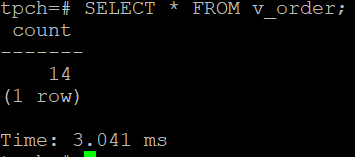 tpch=# SELECT * FROM v_order;
count
-------
14
(1 row)
Time: 3.041 ms